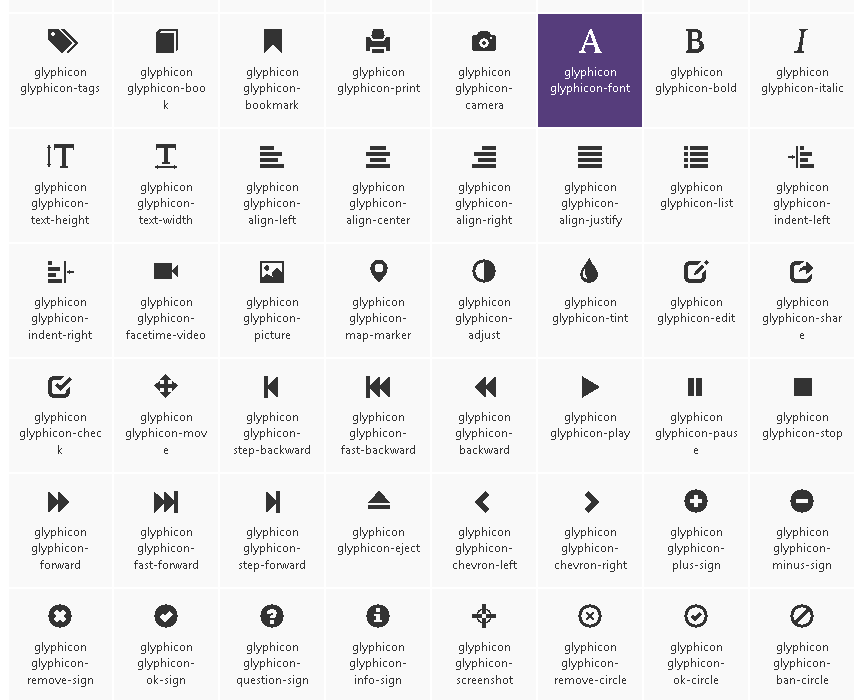 glyphicon
glyphicon-tags
glyphicon
glyphicon-boo
k
glyphicon
glyphicon-
bookmark
glyphicon
glyphicon-print
glyphicon
glyphicon-
camera
A
glyphicon
glyphicon-font
B
glyphicon
glyphicon-bold
I
glyphicon
glyphicon-italic
T
glyphicon
glyphicon-
text-height
T
glyphicon
glyphicon-
text-width
glyphicon
glyphicon-
align-left
glyphicon
glyphicon-
align-center
glyphicon
glyphicon-
align-right
glyphicon
glyphicon-
align-justify
glyphicon
glyphicon-list
glyphicon
glyphicon-
indent-left
glyphicon
glyphicon-
indent-right
glyphicon
glyphicon-
facetime-video
glyphicon
glyphicon-
picture
glyphicon
glyphicon-
map-marker
glyphicon
glyphicon-
adjust
glyphicon
glyphicon-tint
glyphicon
glyphicon-edit
glyphicon
glyphicon-shar
e
glyphicon
glyphicon-chec
k
glyphicon
glyphicon-mov
e
glyphicon
glyphicon-
step-backward
glyphicon
glyphicon-
fast-backward
glyphicon
glyphicon-
backward
glyphicon
glyphicon-play
glyphicon
glyphicon-paus
e
glyphicon
glyphicon-stop
glyphicon
glyphicon-
forward
glyphicon
glyphicon-
fast-forward
glyphicon
glyphicon-
step-forward
glyphicon
glyphicon-eject
glyphicon
glyphicon-
chevron-left
glyphicon
glyphicon-
chevron-right
glyphicon
glyphicon-
plus-sign
glyphicon
glyphicon-
minus-sign
glyphicon
glyphicon-
remove-sign
glyphicon
glyphicon-
ok-sign
?
glyphicon
glyphicon-
question-sign
i
glyphicon
glyphicon-
info-sign
glyphicon
glyphicon-
screenshot
glyphicon
glyphicon-
remove-circle
glyphicon
glyphicon-
ok-circle
glyphicon
glyphicon-
ban-circle